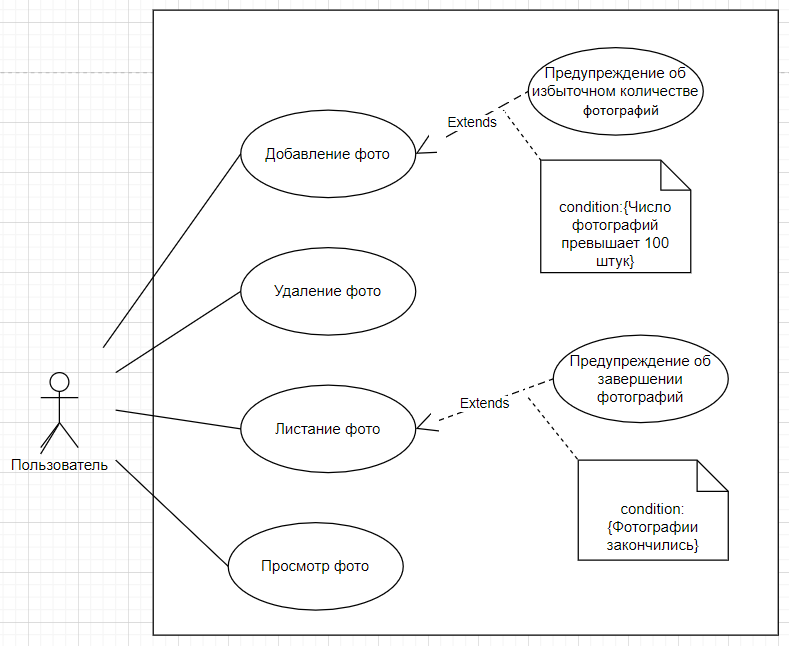 Предупреждение об
избыточном количестве
фотографий
Extends
Добавление фото
condition:{Число
фотографий
превышает 100
штук}
Удаление фото
Предупреждение об
завершении
фотографий
Extends
Листание фото
Пользователь
condition:
{Фотографии
закончились}
Просмотр фото